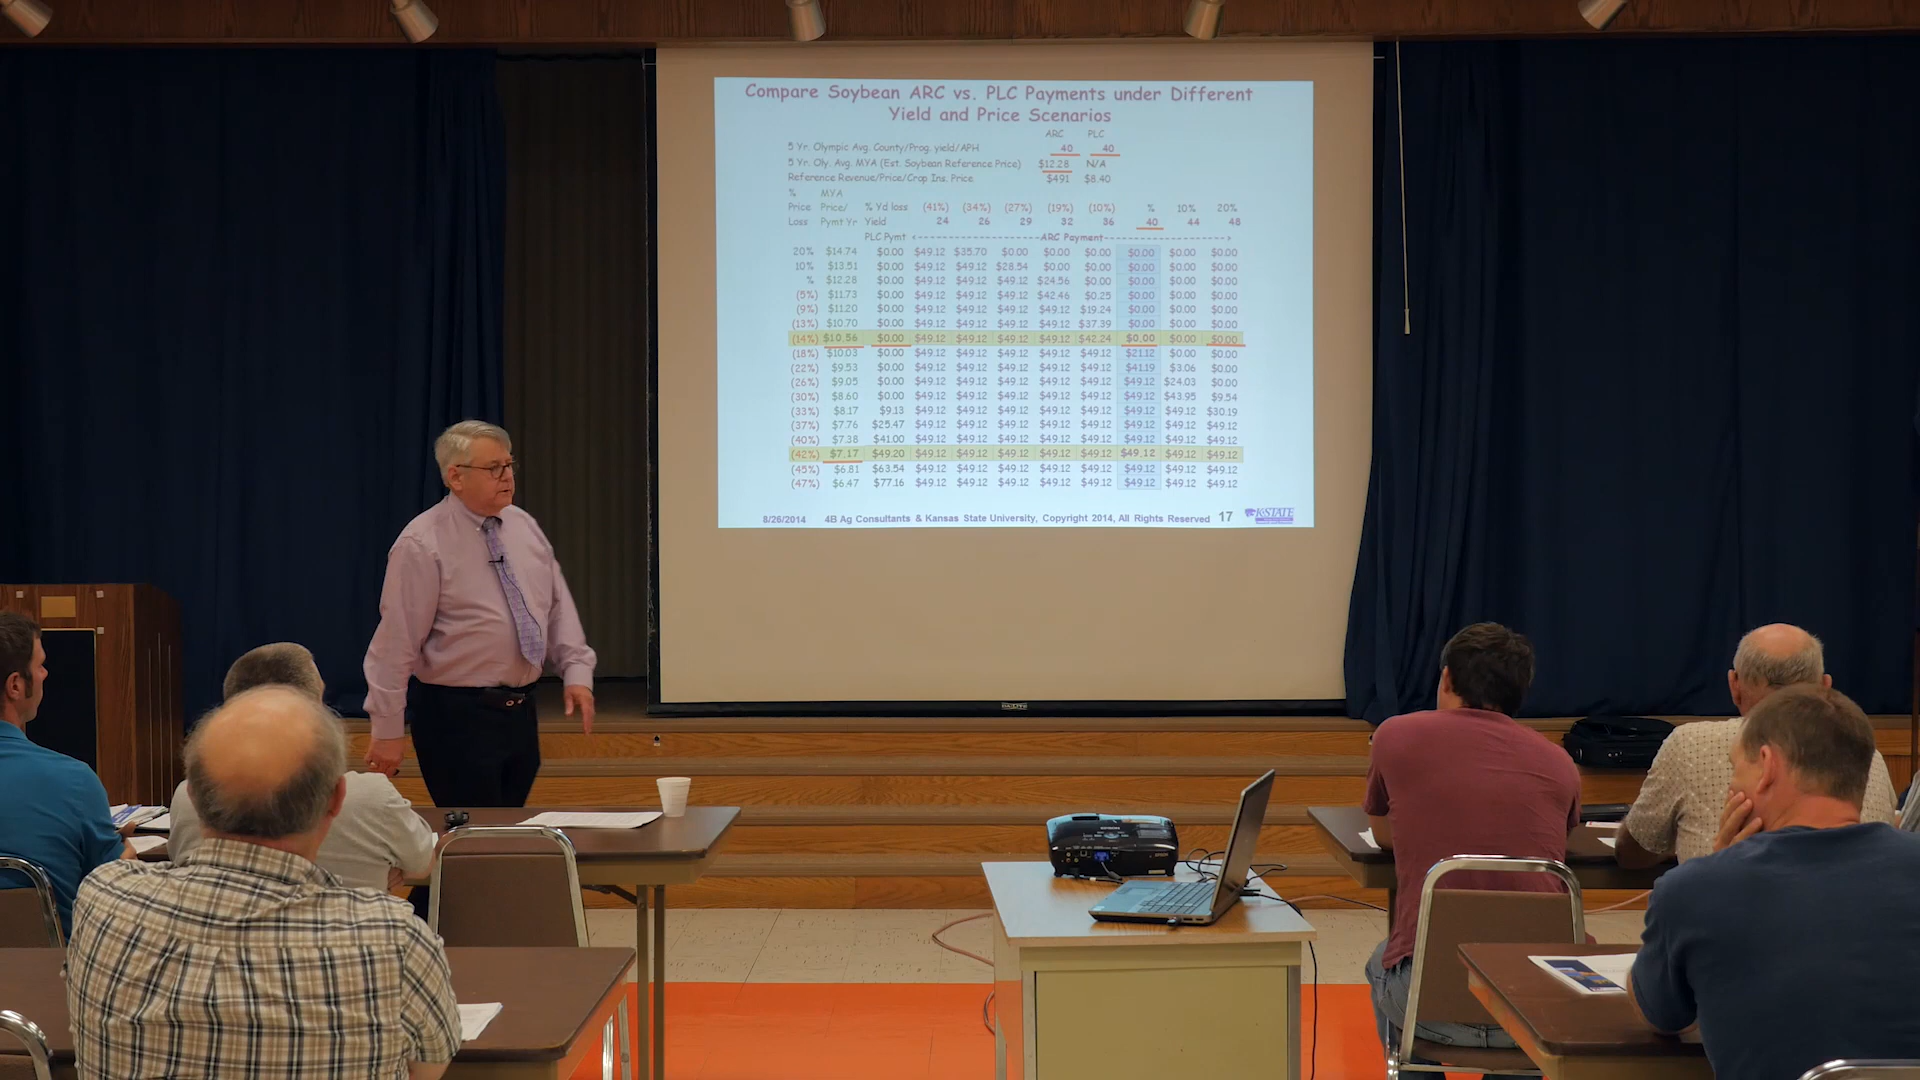 Compare Soybean ARC vs. PLC Payments under Different
Yield and Price Scenarios
ARC PLC
5 Yr. Olympic Avg. County/Prog. yield/APH 40 40
5 Yr. Oly. Avg. MYA (Est. Soybean Reference Price) $12.28 N/A
Reference Revenue/Price/Crop Ins. Price $491 $8.40
% MYA
Price Price/ % Yd loss (41%) (34%) (27%) (19%) (10%) % 10% 20%
Loss Pymt Yr Yield 24 26 29 32 36 40 44 48
PLC Pymt <---ARC Payment--->
20% $14.74 $0.00 $49.12 $35.70 $0.00 $0.00 $0.00 $0.00 $0.00 $0.00
10% $13.51 $0.00 $49.12 $49.12 $28.54 $0.00 $0.00 $0.00 $0.00 $0.00
% $12.28 $0.00 $49.12 $49.12 $49.12 $24.56 $0.00 $0.00 $0.00 $0.00
(5%) $11.73 $0.00 $49.12 $49.12 $49.12 $42.46 $0.25 $0.00 $0.00 $0.00
(9%) $11.20 $0.00 $49.12 $49.12 $49.12 $49.12 $19.24 $0.00 $0.00 $0.00
(13%) $10.70 $0.00 $49.12 $49.12 $49.12 $49.12 $37.39 $0.00 $0.00 $0.00
(14%) $10.56 $0.00 $49.12 $49.12 $49.12 $49.12 $42.24 $0.00 $0.00 $0.00
(18%) $10.03 $0.00 $49.12 $49.12 $49.12 $49.12 $49.12 $21.12 $0.00 $0.00
(22%) $9.53 $0.00 $49.12 $49.12 $49.12 $49.12 $49.12 $41.19 $3.06 $0.00
(26%) $9.05 $0.00 $49.12 $49.12 $49.12 $49.12 $49.12 $49.12 $24.03 $0.00
(30%) $8.60 $0.00 $49.12 $49.12 $49.12 $49.12 $49.12 $49.12 $43.95 $9.54
(33%) $8.17 $9.13 $49.12 $49.12 $49.12 $49.12 $49.12 $49.12 $49.12 $30.19
(37%) $7.76 $25.47 $49.12 $49.12 $49.12 $49.12 $49.12 $49.12 $49.12 $49.12
(40%) $7.38 $41.00 $49.12 $49.12 $49.12 $49.12 $49.12 $49.12 $49.12 $49.12
(42%) $7.17 $49.20 $49.12 $49.12 $49.12 $49.12 $49.12 $49.12 $49.12 $49.12
(45%) $6.81 $63.54 $49.12 $49.12 $49.12 $49.12 $49.12 $49.12 $49.12 $49.12
(47%) $6.47 $77.16 $49.12 $49.12 $49.12 $49.12 $49.12 $49.12 $49.12 $49.12
8/26/2014 4B Ag Consultants & Kansas State University, Copyright 2014, All Rights Reserved 17 K-STATE
DA-LITE
EPSON